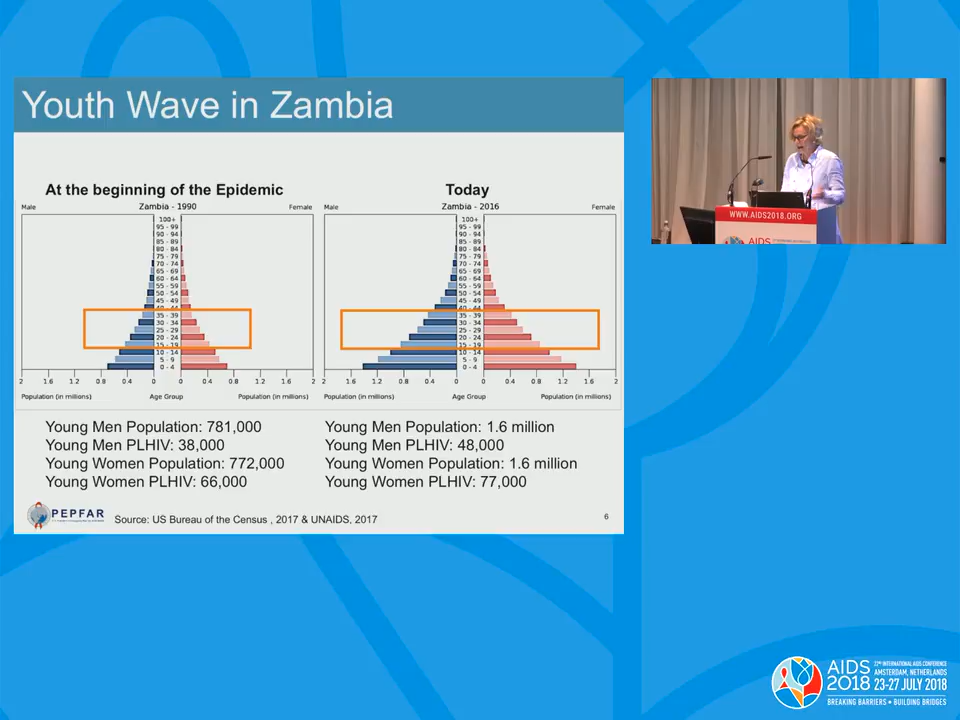 Youth Wave in Zambia
At the beginning of the Epidemic
Today
Male
Zambia - 1990
Female
Male
Zambia - 2016
Female
100+
95 - 99
90 - 94
85 - 89
80 - 84
75 - 79
70 - 74
65 - 69
60 - 64
55 - 59
50 - 54
45 - 49
40 - 44
35 - 39
30 - 34
25 - 29
20 - 24
15 - 19
10 - 14
5 - 9
0 - 4
100+
95 - 99
90 - 94
85 - 89
80 - 84
75 - 79
70 - 74
65 - 69
60 - 64
55 - 59
50 - 54
45 - 49
40 - 44
35 - 39
30 - 34
25 - 29
20 - 24
15 - 19
10 - 14
5 - 9
0 - 4
2 1.6 1.2 0.8 0.4 0 0 0.4 0.8 1.2 1.6 2
2 1.6 1.2 0.8 0.4 0 0 0.4 0.8 1.2 1.6 2
Population (in millions) Age Group Population (in millions)
Population (in millions) Age Group Population (in millions)
Young Men Population: 781,000
Young Men PLHIV: 38,000
Young Women Population: 772,000
Young Women PLHIV: 66,000
Young Men Population: 1.6 million
Young Men PLHIV: 48,000
Young Women Population: 1.6 million
Young Women PLHIV: 77,000
PEPFAR
Source: US Bureau of the Census , 2017 & UNAIDS, 2017
6
WWW.AIDS2018.ORG
AIDS
AIDS
2018
22ND INTERNATIONAL AIDS CONFERENCE
AMSTERDAM, NETHERLANDS
23-27 JULY 2018
BREAKING BARRIERS • BUILDING BRIDGES